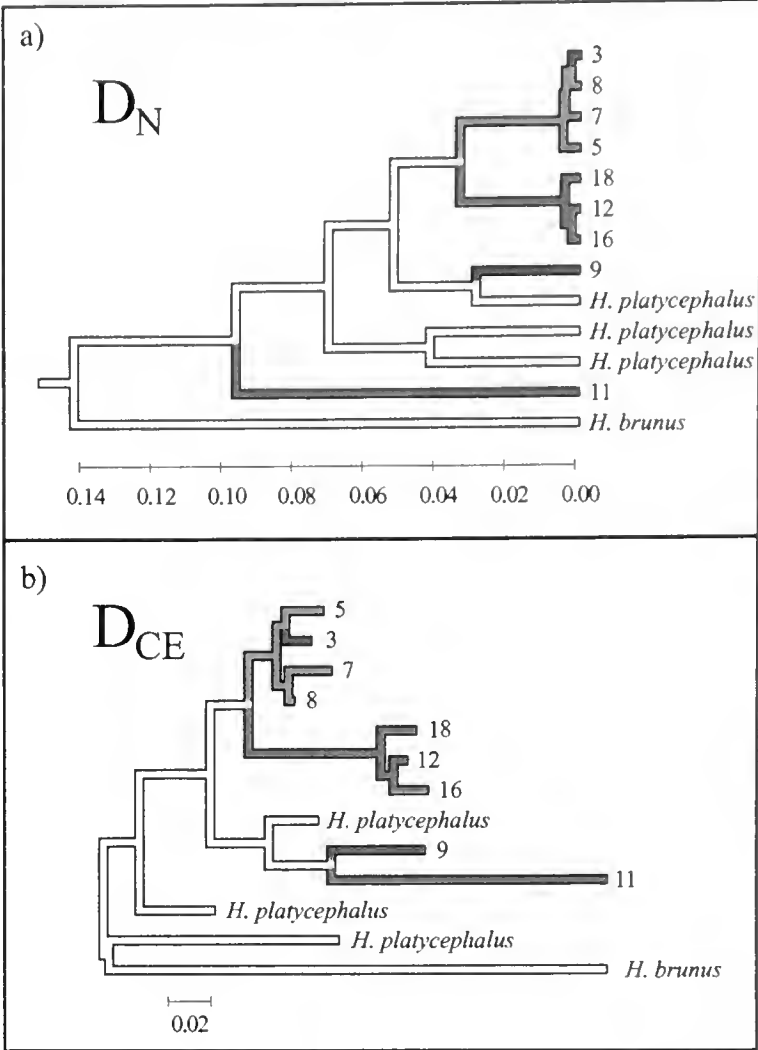 a)
D_N
3
8
7
5
18
12
16
9
H. platycephalus
H. platycephalus
H. platycephalus
11
H. brunus
0.14 0.12 0.10 0.08 0.06 0.04 0.02 0.00
b)
D_CE
5
3
7
8
18
12
16
H. platycephalus
9
11
H. platycephalus
H. platycephalus
H. brunus
0.02